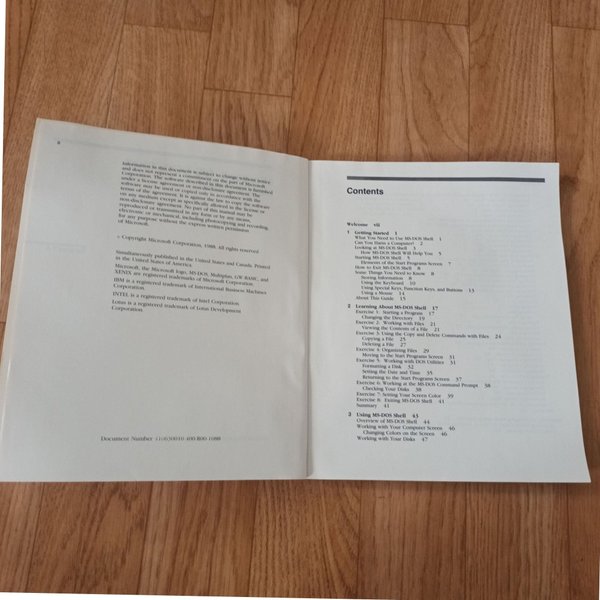 Information in this document is subject to change without notice
and does not represent a commitment on the part of Microsoft
Corporation. The software described in this document is furnished
under a license agreement or non-disclosure agreement. The
software may be used or copied only in accordance with the
terms of the agreement. It is against the law to copy the software
on any medium except as specifically allowed in the license or
non-disclosure agreement. No part of this manual may be
reproduced or transmitted in any form or by any means,
electronic or mechanical, including photocopying and recording,
for any purpose without the express written permission
of Microsoft.
© Copyright Microsoft Corporation, 1988. All rights reserved
Simultaneously published in the United States and Canada. Printed
in the United States of America.
Microsoft, the Microsoft logo, MS-DOS, Multiplan, GW-BASIC, and
XENIX are registered trademarks of Microsoft Corporation.
IBM is a registered trademark of International Business Machines
Corporation.
INTEL is a registered trademark of Intel Corporation.
Lotus is a registered trademark of Lotus Development
Corporation.
Document Number
Contents
Welcome vii
1 Getting Started 1
What You Need to Use MS-DOS Shell 1
Can You Harm a Computer? 2
Looking at MS-DOS Shell 3
How MS-DOS Shell Will Help You 5
Starting MS-DOS Shell 5
Elements of the Start Programs Screen 7
How to Exit MS-DOS Shell 8
Some Things You Need to Know 8
Storing Information 8
Using the Keyboard 10
Using Special Keys, Function Keys, and Buttons 13
Using a Mouse 14
About This Guide 15
2 Learning About MS-DOS Shell 17
Exercise 1: Starting a Program 17
Changing the Directory 19
Exercise 2: Working with Files 21
Viewing the Contents of a File 21
Exercise 3: Using the Copy and Delete Commands with Files 24
Copying a File 25
Deleting a File 27
Exercise 4: Organizing Files 29
Moving to the Start Programs Screen 31
Exercise 5: Working with DOS Utilities 31
Formatting a Disk 32
Setting the Date and Time 35
Returning to the Start Programs Screen 37
Exercise 6: Working at the MS-DOS Command Prompt 38
Checking Your Disks 38
Exercise 7: Setting Your Screen Color 39
Exercise 8: Exiting MS-DOS Shell 41
Summary 41
3 Using MS-DOS Shell 43
Overview of MS-DOS Shell 44
Working with Your Computer Screen 46
Changing Colors on the Screen 46
Working with Your Disks 47